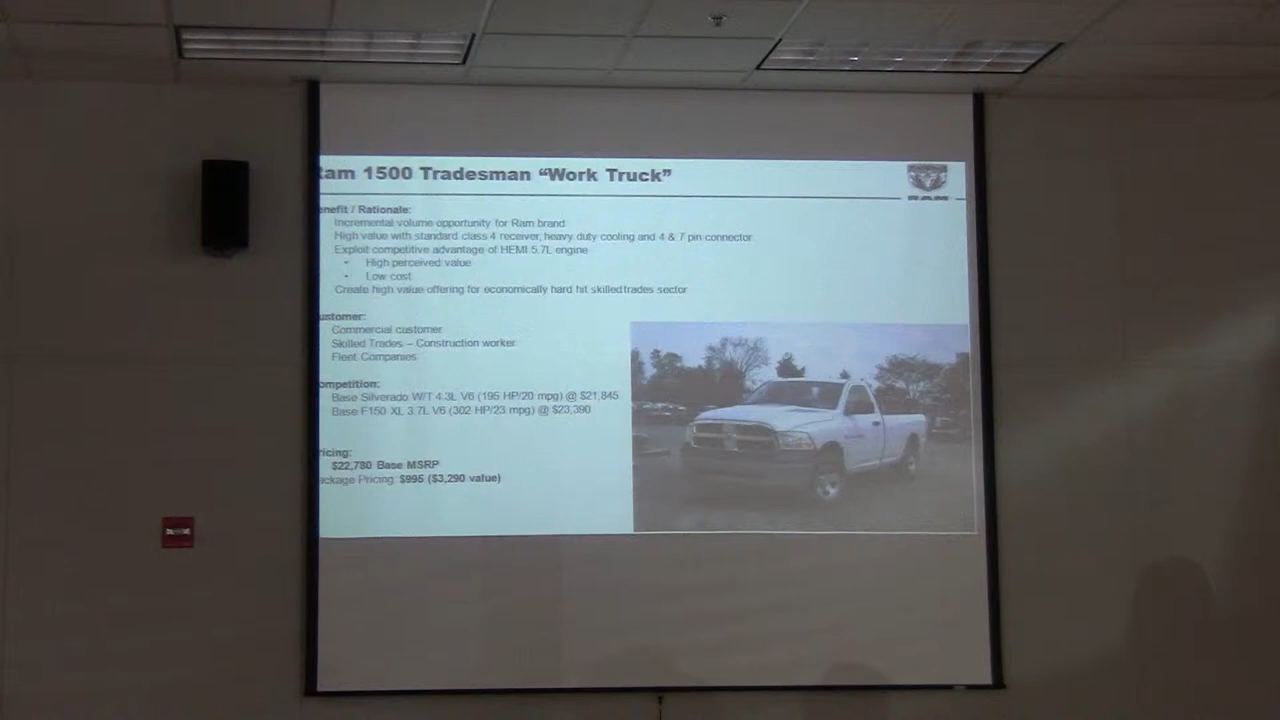 Ram 1500 Tradesman “Work Truck”
RAM
enefit / Rationale:
Incremental volume opportunity for Ram brand
High value with standard class 4 receiver, heavy duty cooling and 4 & 7 pin connector
Exploit competitive advantage of HEMI 5.7L engine
- High perceived value
- Low cost
Create high value offering for economically hard hit skilled trades sector
ustomer:
Commercial customer
Skilled Trades – Construction worker
Fleet Companies
ompetition:
Base Silverado W/T 4.3L V6 (195 HP/20 mpg) @ $21,845
Base F150 XL 3.7L V6 (302 HP/23 mpg) @ $23,390
ricing:
$22,780 Base MSRP
ackage Pricing $995 ($3,290 value)